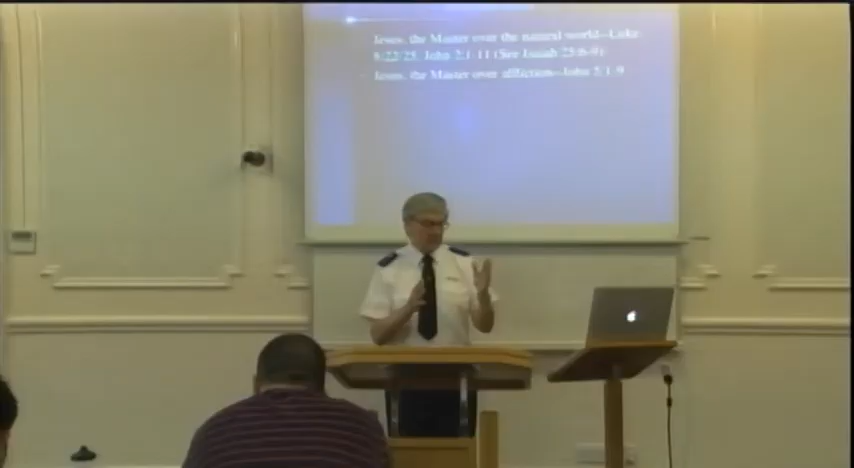 Jesus, the Master over the natural world--Luke
8:22-25, John 2:1-11 (See Isaiah 25:6-9)
Jesus, the Master over affliction--John 5:1-9